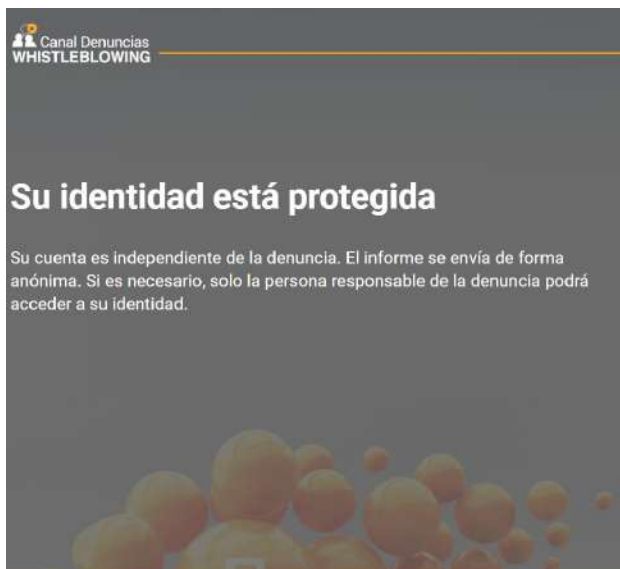 Canal Denuncias
WHISTLEBLOWING
Su identidad está protegida
Su cuenta es independiente de la denuncia. El informe se envía de forma
anónima. Si es necesario, solo la persona responsable de la denuncia podrá
acceder a su identidad.